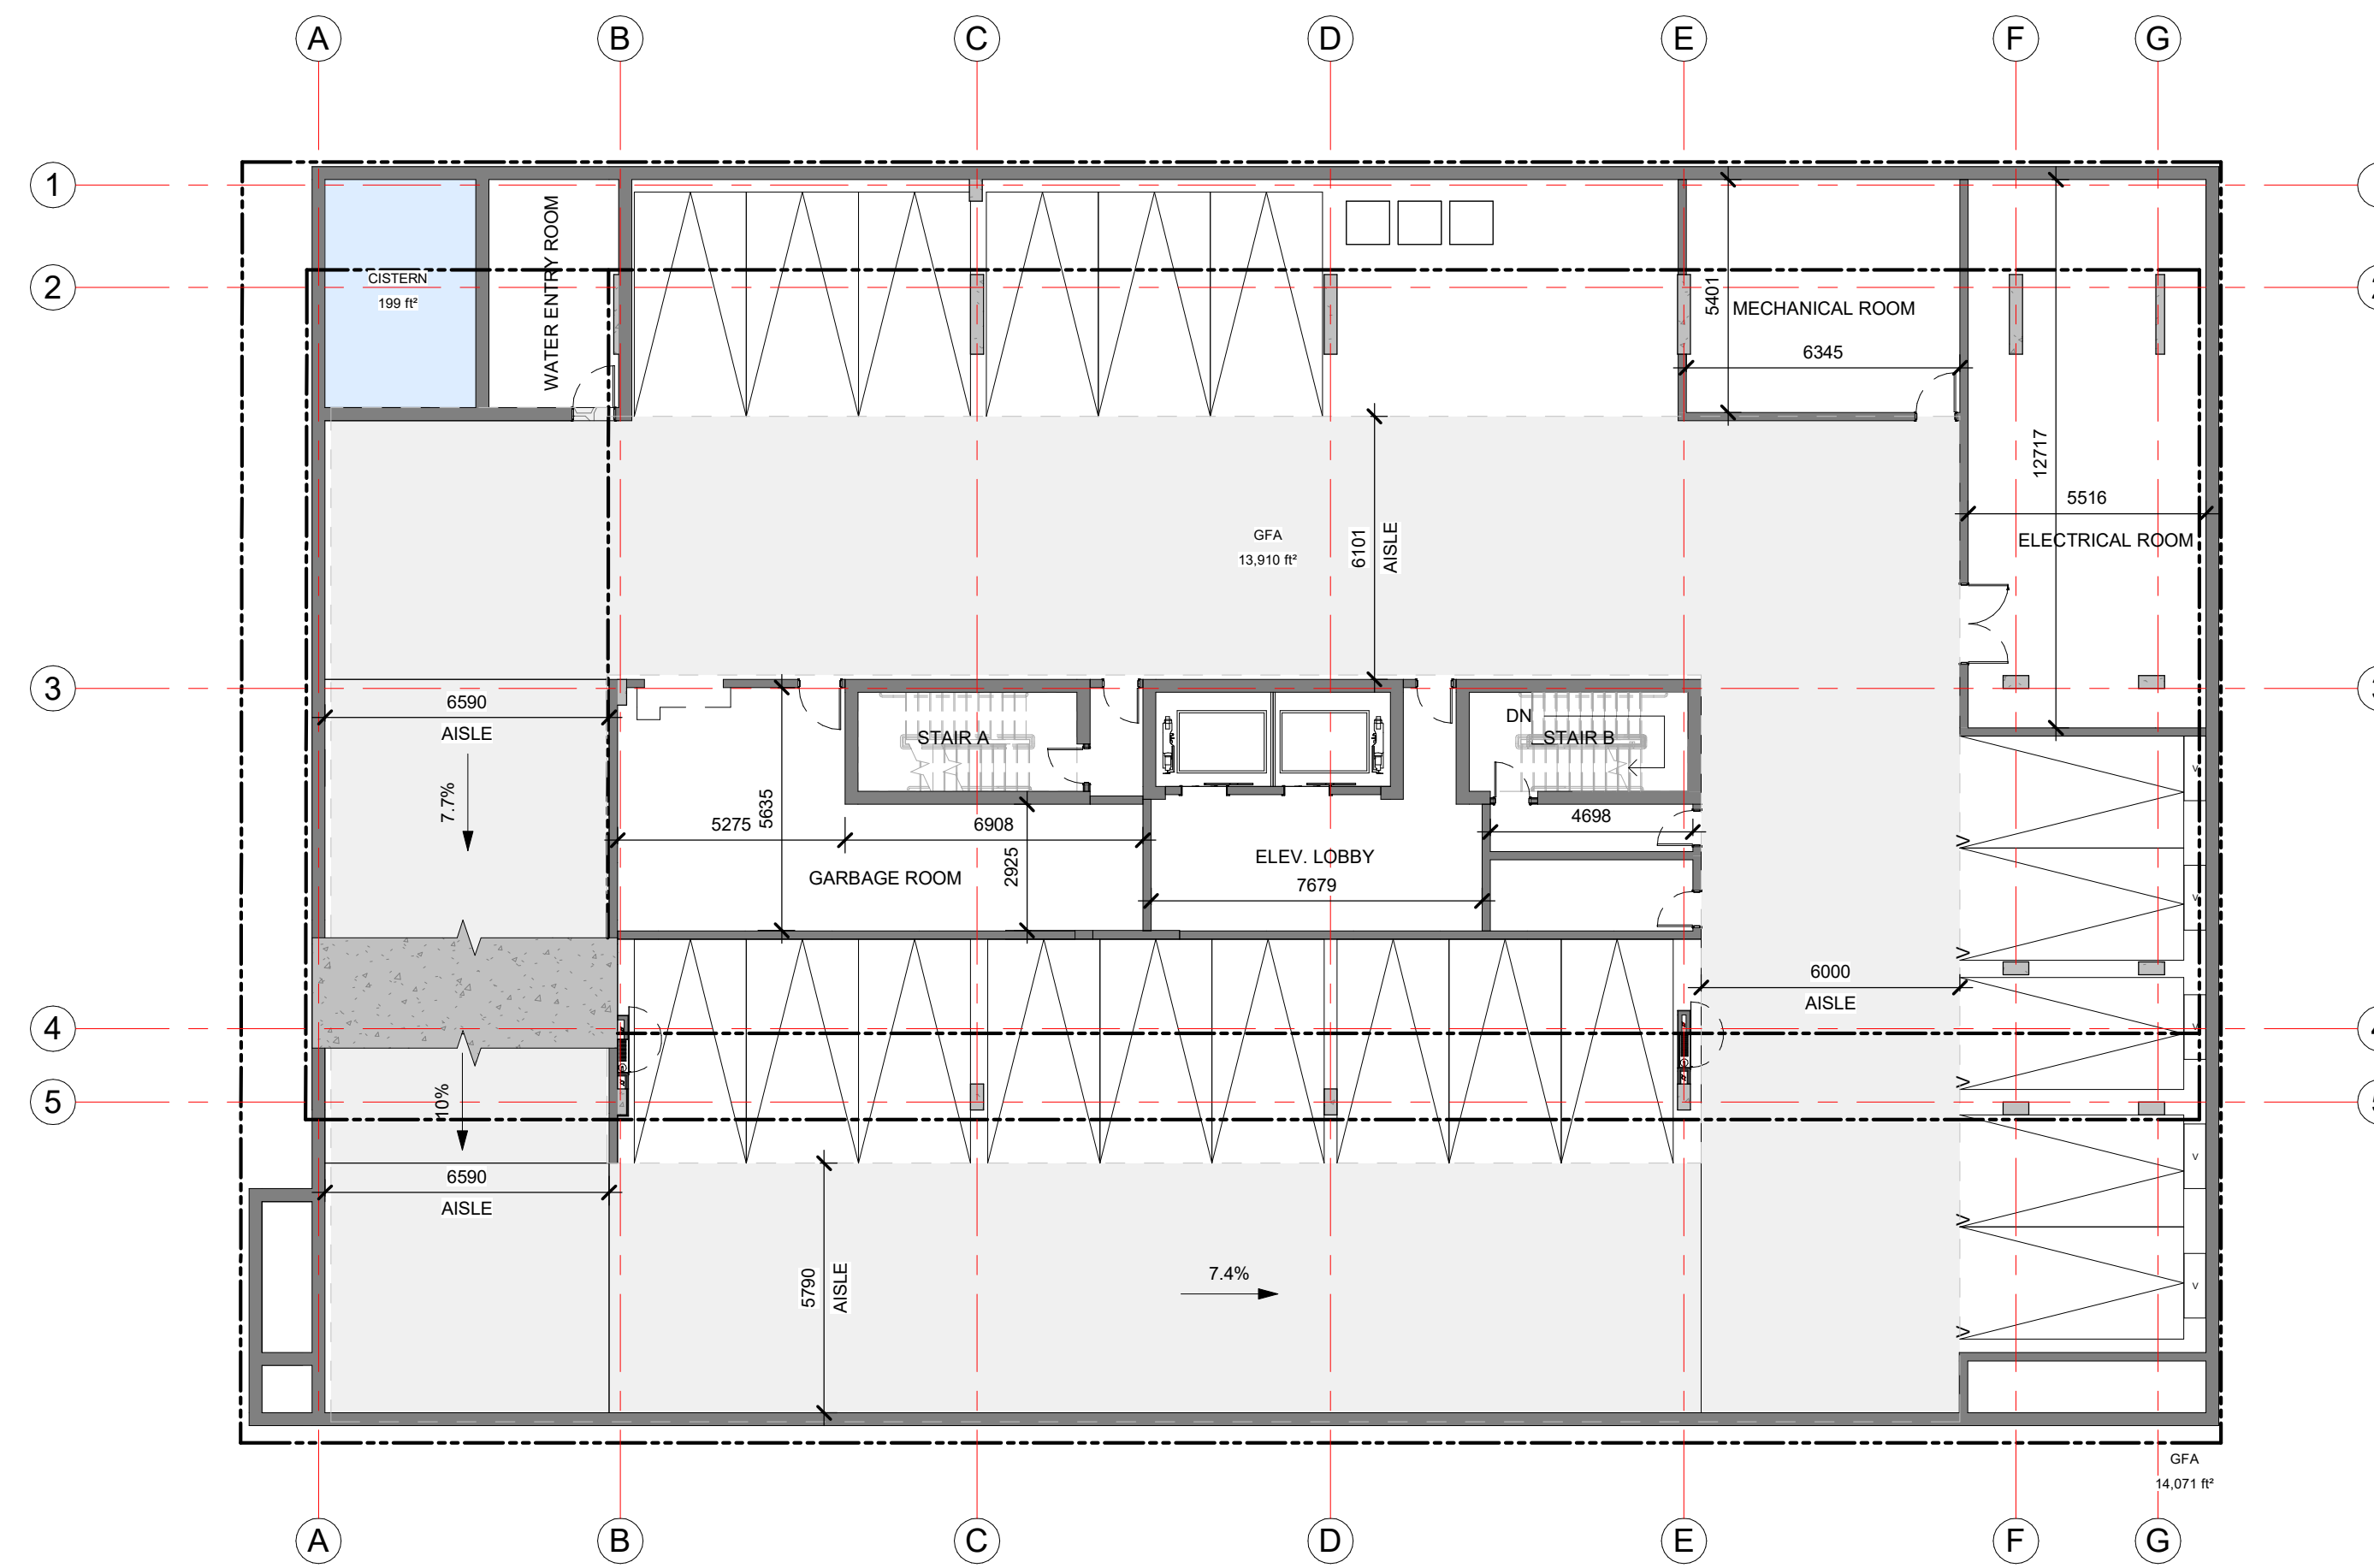 A B C D E F G
1
2
CISTERN
199 ft²
WATER ENTRY ROOM
5401
MECHANICAL ROOM
6345
12717
5516
ELECTRICAL ROOM
GFA
13,910 ft²
6101
AISLE
3
6590
AISLE
7.7%
STAIR A
DN
STAIR B
5275
5635
6908
2925
GARBAGE ROOM
ELEV. LOBBY
7679
4698
V
V
6000
AISLE
V
4
5
10%
6590
AISLE
V
V
5790
AISLE
7.4%
GFA
14,071 ft²
A B C D E F G